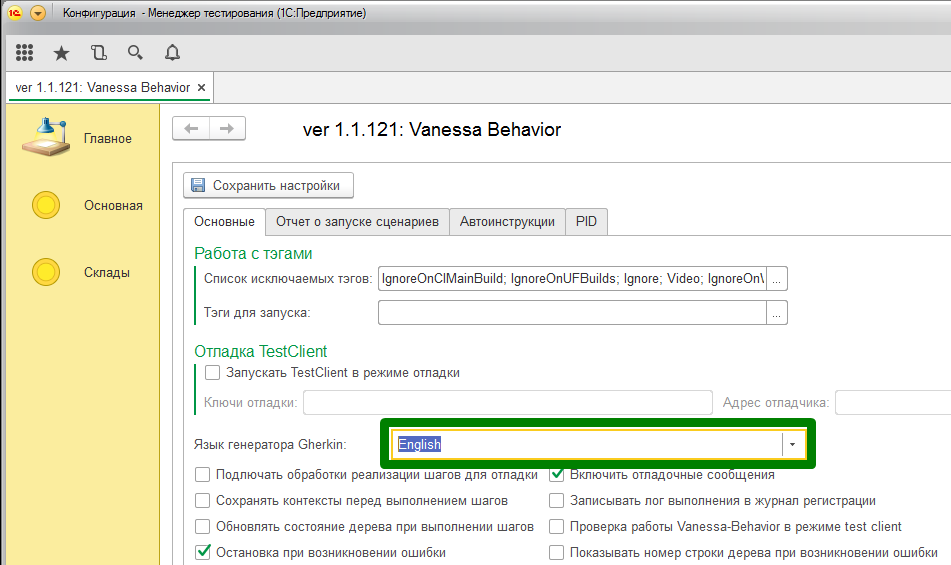 Конфигурация - Менеджер тестирования (1С:Предприятие)
ver 1.1.121: Vanessa Behavior ×
Главное
Основная
Склады
ver 1.1.121: Vanessa Behavior
Сохранить настройки
Основные Отчет о запуске сценариев Автоинструкции PID
Работа с тэгами
Список исключаемых тэгов: IgnoreOnCIMainBuild; IgnoreOnUFBuilds; Ignore; Video; IgnoreOn\ ...
Тэги для запуска: ...
Отладка TestClient
Запускать TestClient в режиме отладки
Ключи отладки: Адрес отладчика:
Язык генератора Gherkin: English
Подлючать обработки реализации шагов для отладки Включить отладочные сообщения
Сохранять контексты перед выполнением шагов Записывать лог выполнения в журнал регистрации
Обновлять состояние дерева при выполнении шагов Проверка работы Vanessa-Behavior в режиме test client
Остановка при возникновении ошибки Показывать номер строки дерева при возникновении ошибки